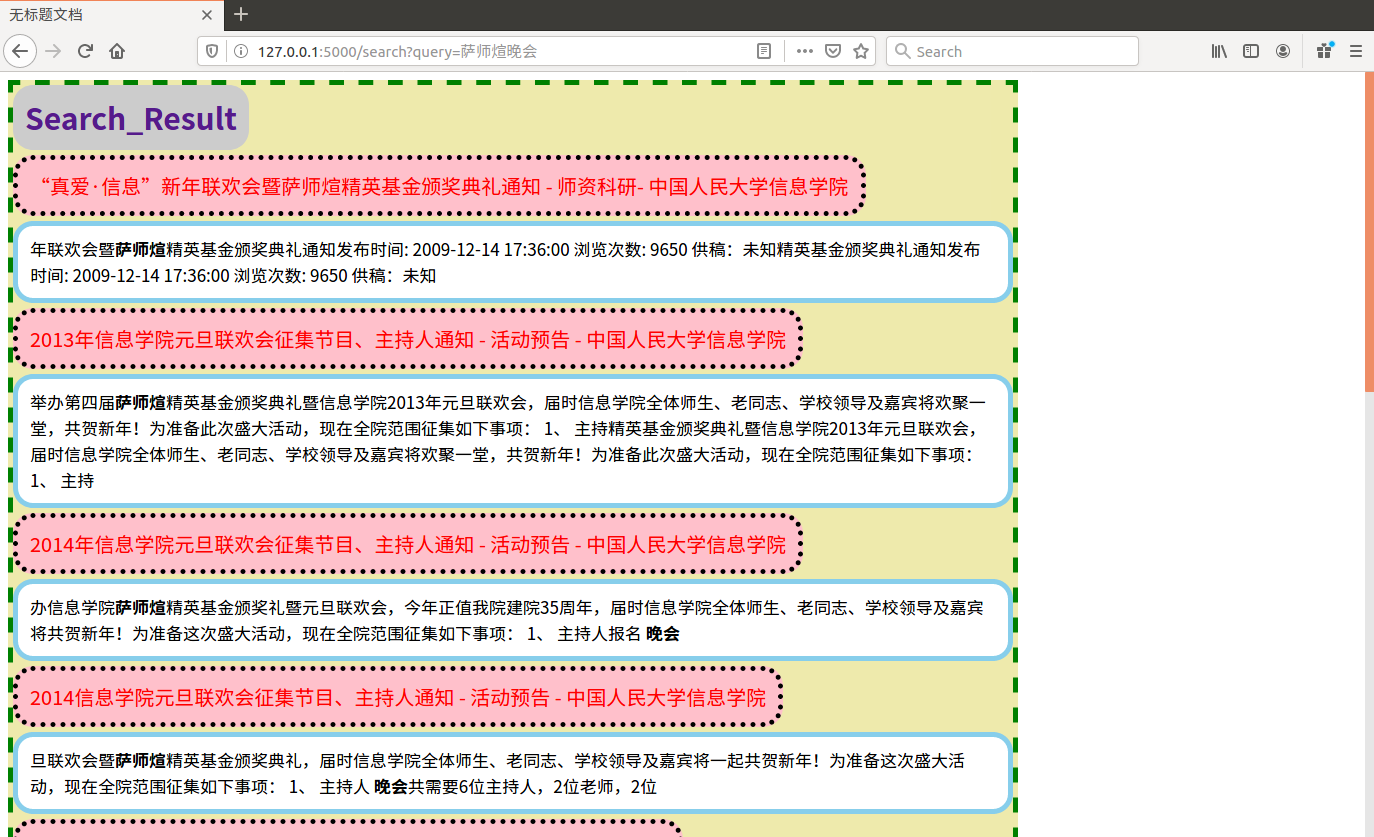 无标题文档
127.0.0.1:5000/search?query=萨师煊晚会
Search
Search_Result
“真爱·信息”新年联欢会暨萨师煊精英基金颁奖典礼通知 - 师资科研- 中国人民大学信息学院
年联欢会暨萨师煊精英基金颁奖典礼通知发布时间: 2009-12-14 17:36:00 浏览次数: 9650 供稿：未知精英基金颁奖典礼通知发布
时间: 2009-12-14 17:36:00 浏览次数: 9650 供稿：未知
2013年信息学院元旦联欢会征集节目、主持人通知 - 活动预告 - 中国人民大学信息学院
举办第四届萨师煊精英基金颁奖典礼暨信息学院2013年元旦联欢会，届时信息学院全体师生、老同志、学校领导及嘉宾将欢聚一
堂，共贺新年！为准备此次盛大活动，现在全院范围征集如下事项： 1、 主持精英基金颁奖典礼暨信息学院2013年元旦联欢会，
届时信息学院全体师生、老同志、学校领导及嘉宾将欢聚一堂，共贺新年！为准备此次盛大活动，现在全院范围征集如下事项：
1、 主持
2014年信息学院元旦联欢会征集节目、主持人通知 - 活动预告 - 中国人民大学信息学院
办信息学院萨师煊精英基金颁奖礼暨元旦联欢会，今年正值我院建院35周年，届时信息学院全体师生、老同志、学校领导及嘉宾
将共贺新年！为准备这次盛大活动，现在全院范围征集如下事项： 1、 主持人报名 晚会
2014信息学院元旦联欢会征集节目、主持人通知 - 活动预告 - 中国人民大学信息学院
旦联欢会暨萨师煊精英基金颁奖典礼，届时信息学院全体师生、老同志、学校领导及嘉宾将一起共贺新年！为准备这次盛大活
动，现在全院范围征集如下事项： 1、 主持人 晚会共需要6位主持人，2位老师，2位